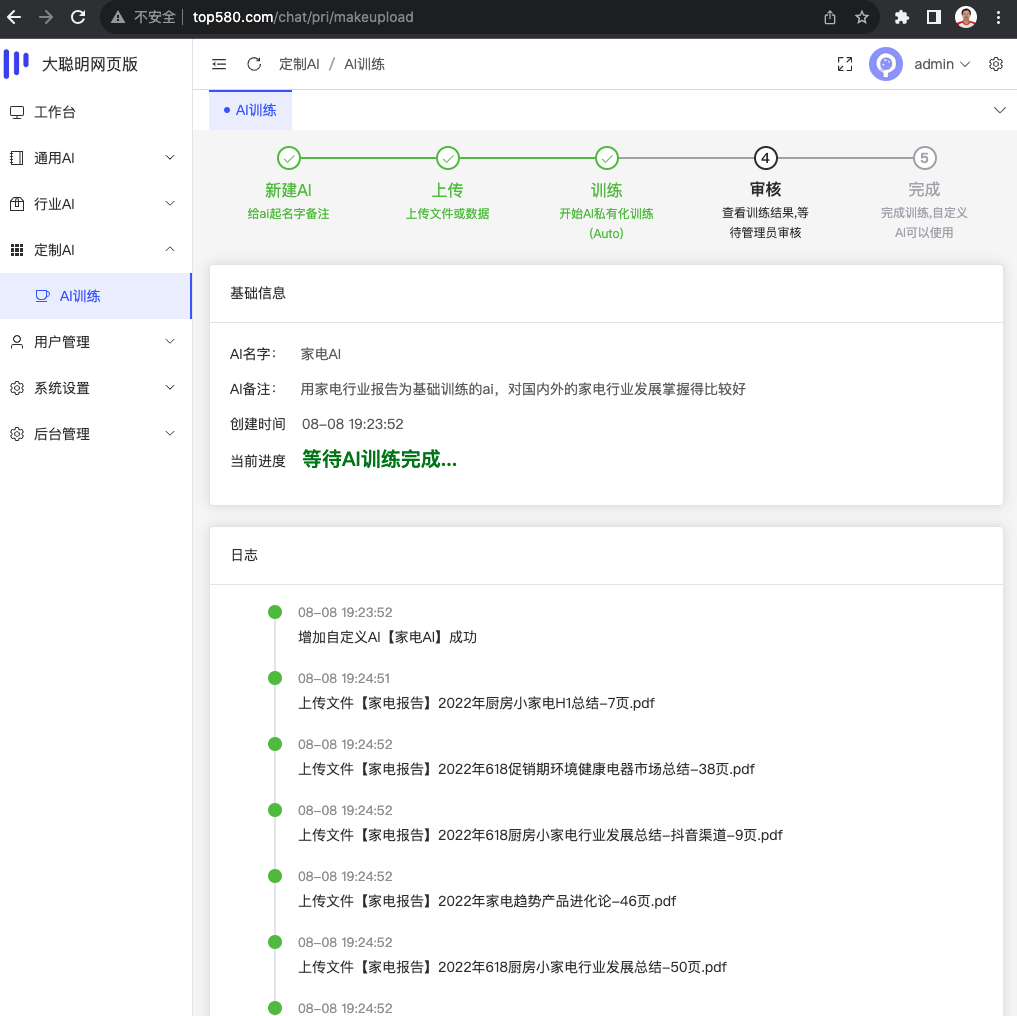 不安全 top580.com/chat/pri/makeupload
大聪明网页版
定制AI / AI训练
admin
工作台
AI训练
通用AI
行业AI
定制AI
AI训练
用户管理
系统设置
后台管理
4
5
新建AI
上传
训练
审核
完成
给ai起名字备注
上传文件或数据
开始AI私有化训练
(Auto)
查看训练结果,等
待管理员审核
完成训练,自定义
AI可以使用
基础信息
AI名字： 家电AI
AI备注： 用家电行业报告为基础训练的ai，对国内外的家电行业发展掌握得比较好
创建时间 08-08 19:23:52
当前进度 等待AI训练完成...
日志
08-08 19:23:52
增加自定义AI【家电AI】成功
08-08 19:24:51
上传文件【家电报告】2022年厨房小家电H1总结-7页.pdf
08-08 19:24:52
上传文件【家电报告】2022年618促销期环境健康电器市场总结-38页.pdf
08-08 19:24:52
上传文件【家电报告】2022年618厨房小家电行业发展总结-抖音渠道-9页.pdf
08-08 19:24:52
上传文件【家电报告】2022年家电趋势产品进化论-46页.pdf
08-08 19:24:52
上传文件【家电报告】2022年618厨房小家电行业发展总结-50页.pdf
08-08 19:24:52